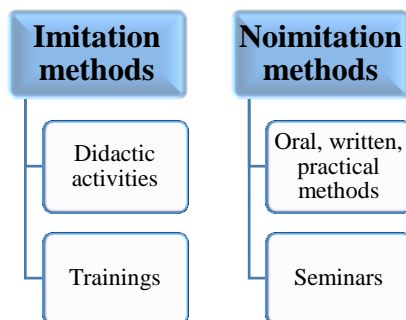 Imitation
methods
Didactic
activities
Trainings
Noimitation
methods
Oral, written,
practical
methods
Seminars